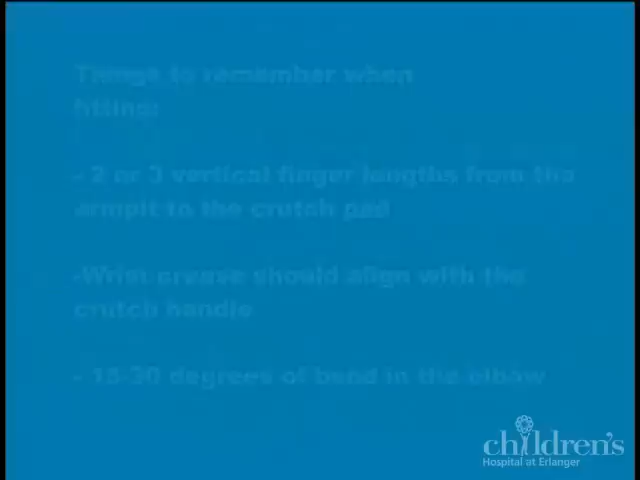 Things to remember when
fitting:
- 2 or 3 vertical finger lengths from the
armpit to the crutch pad
-Wrist crease should align with the
crutch handle
- 15-30 degrees of bend in the elbow
children's
Hospital at Erlanger